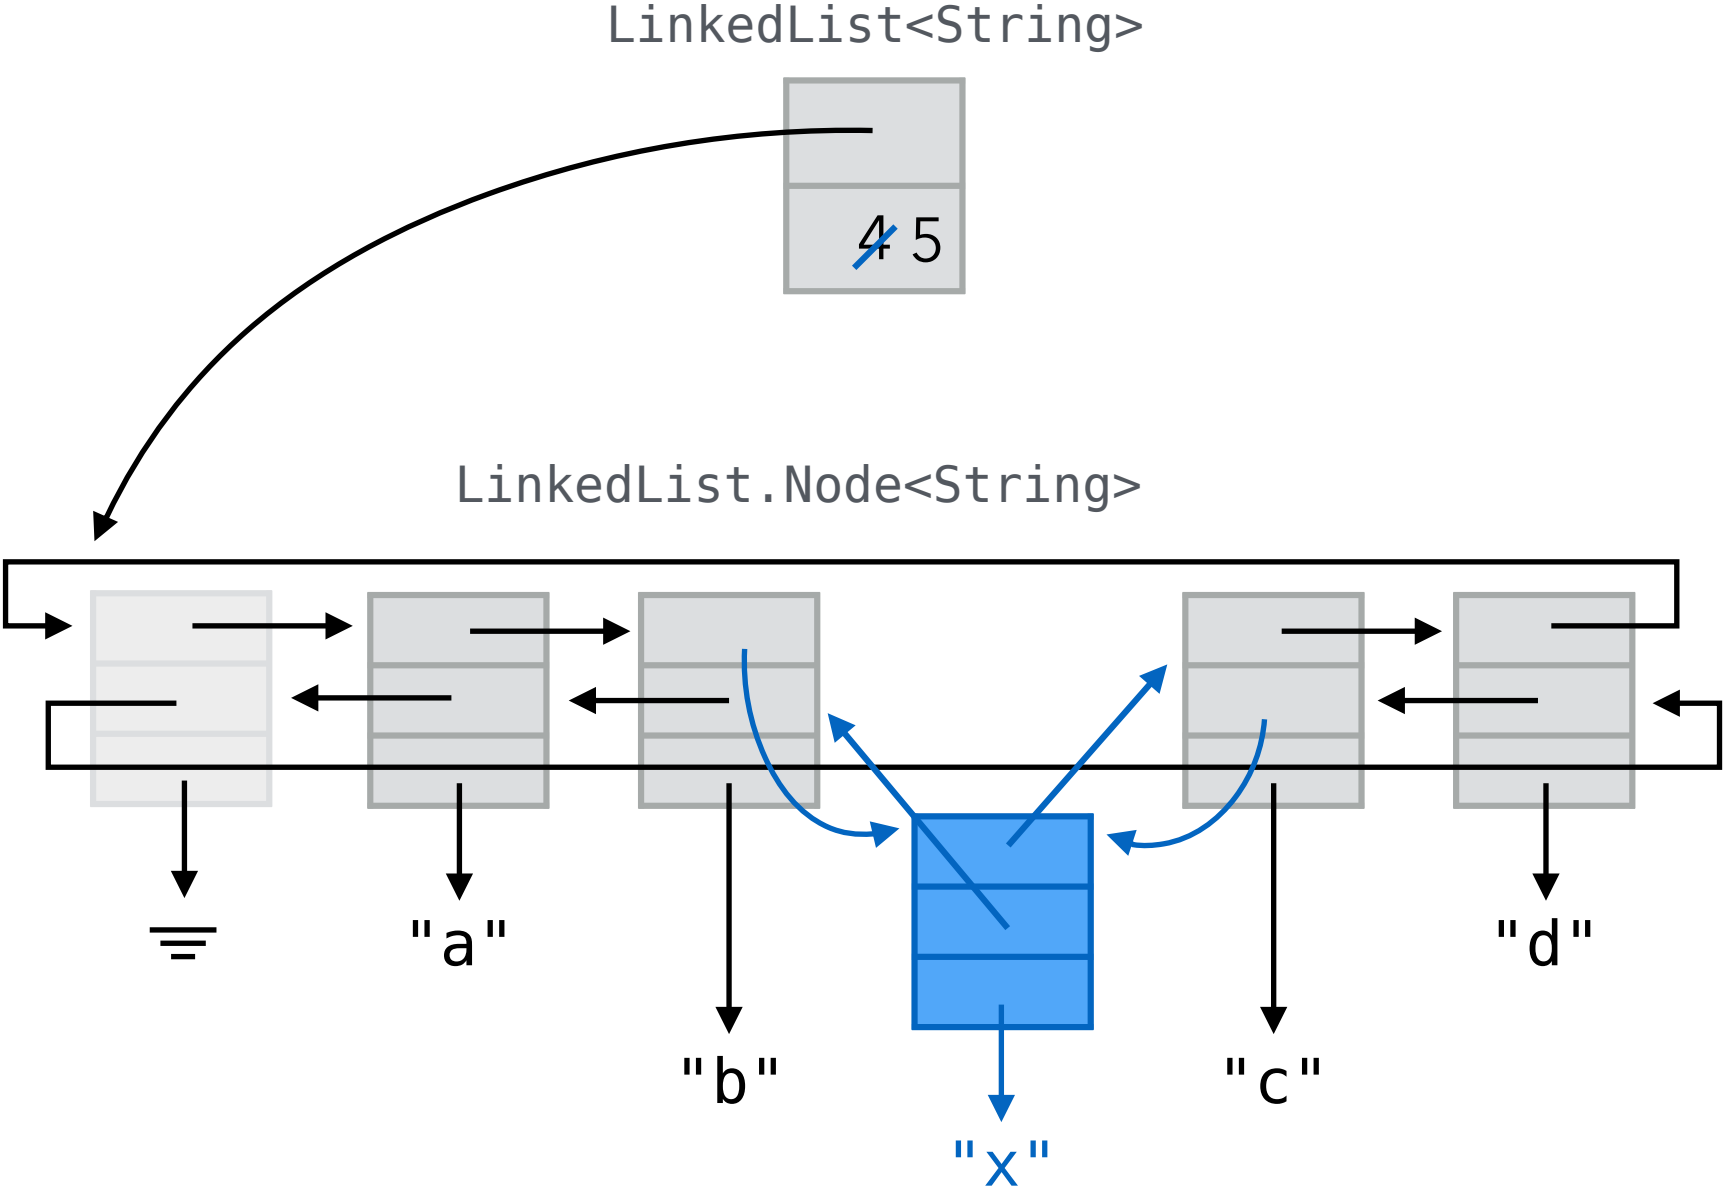 LinkedList<String>
4 5
LinkedList.Node<String>
"a"
"d"
"b"
"c"
"x"